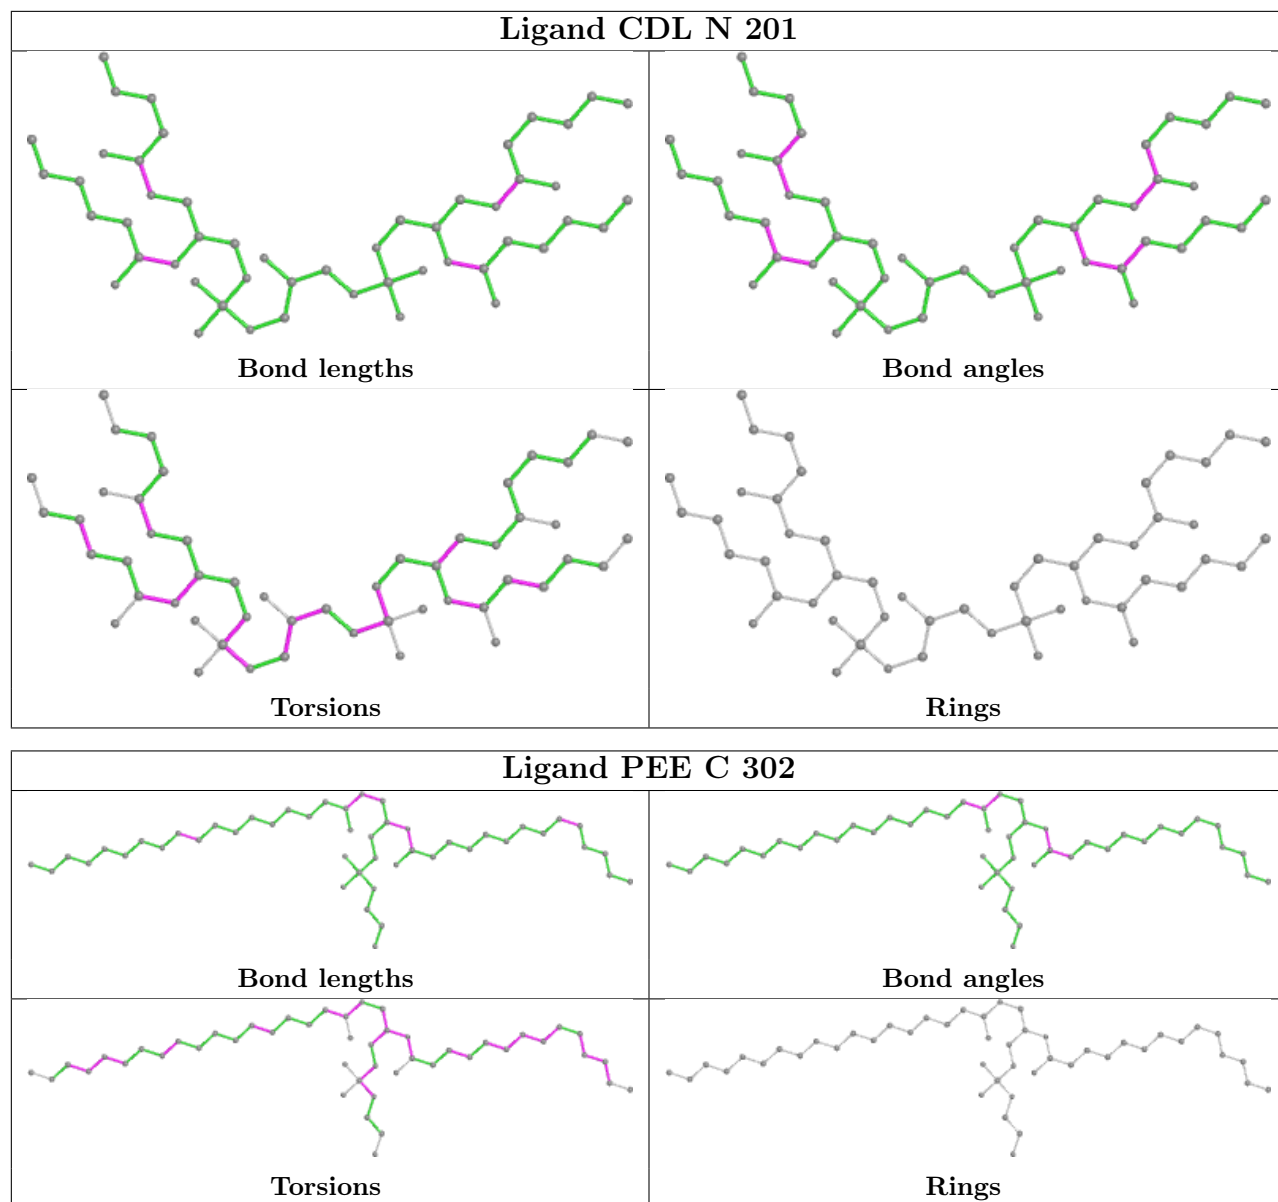 Ligand CDL N 201
Bond lengths
Bond angles
Torsions
Rings
Ligand PEE C 302
Bond lengths
Bond angles
Torsions
Rings